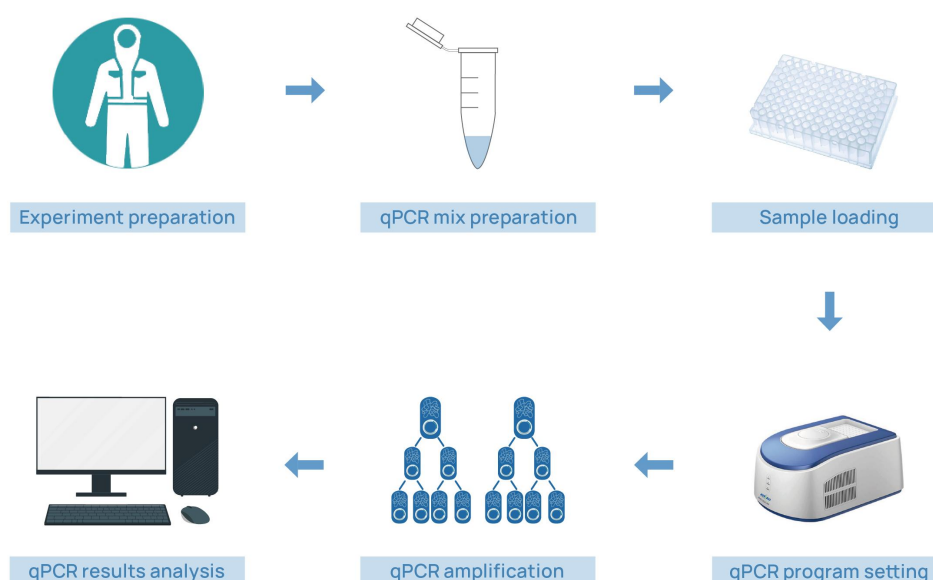 Experiment preparation
qPCR mix preparation
Sample loading
qPCR results analysis
qPCR amplification
qPCR program setting